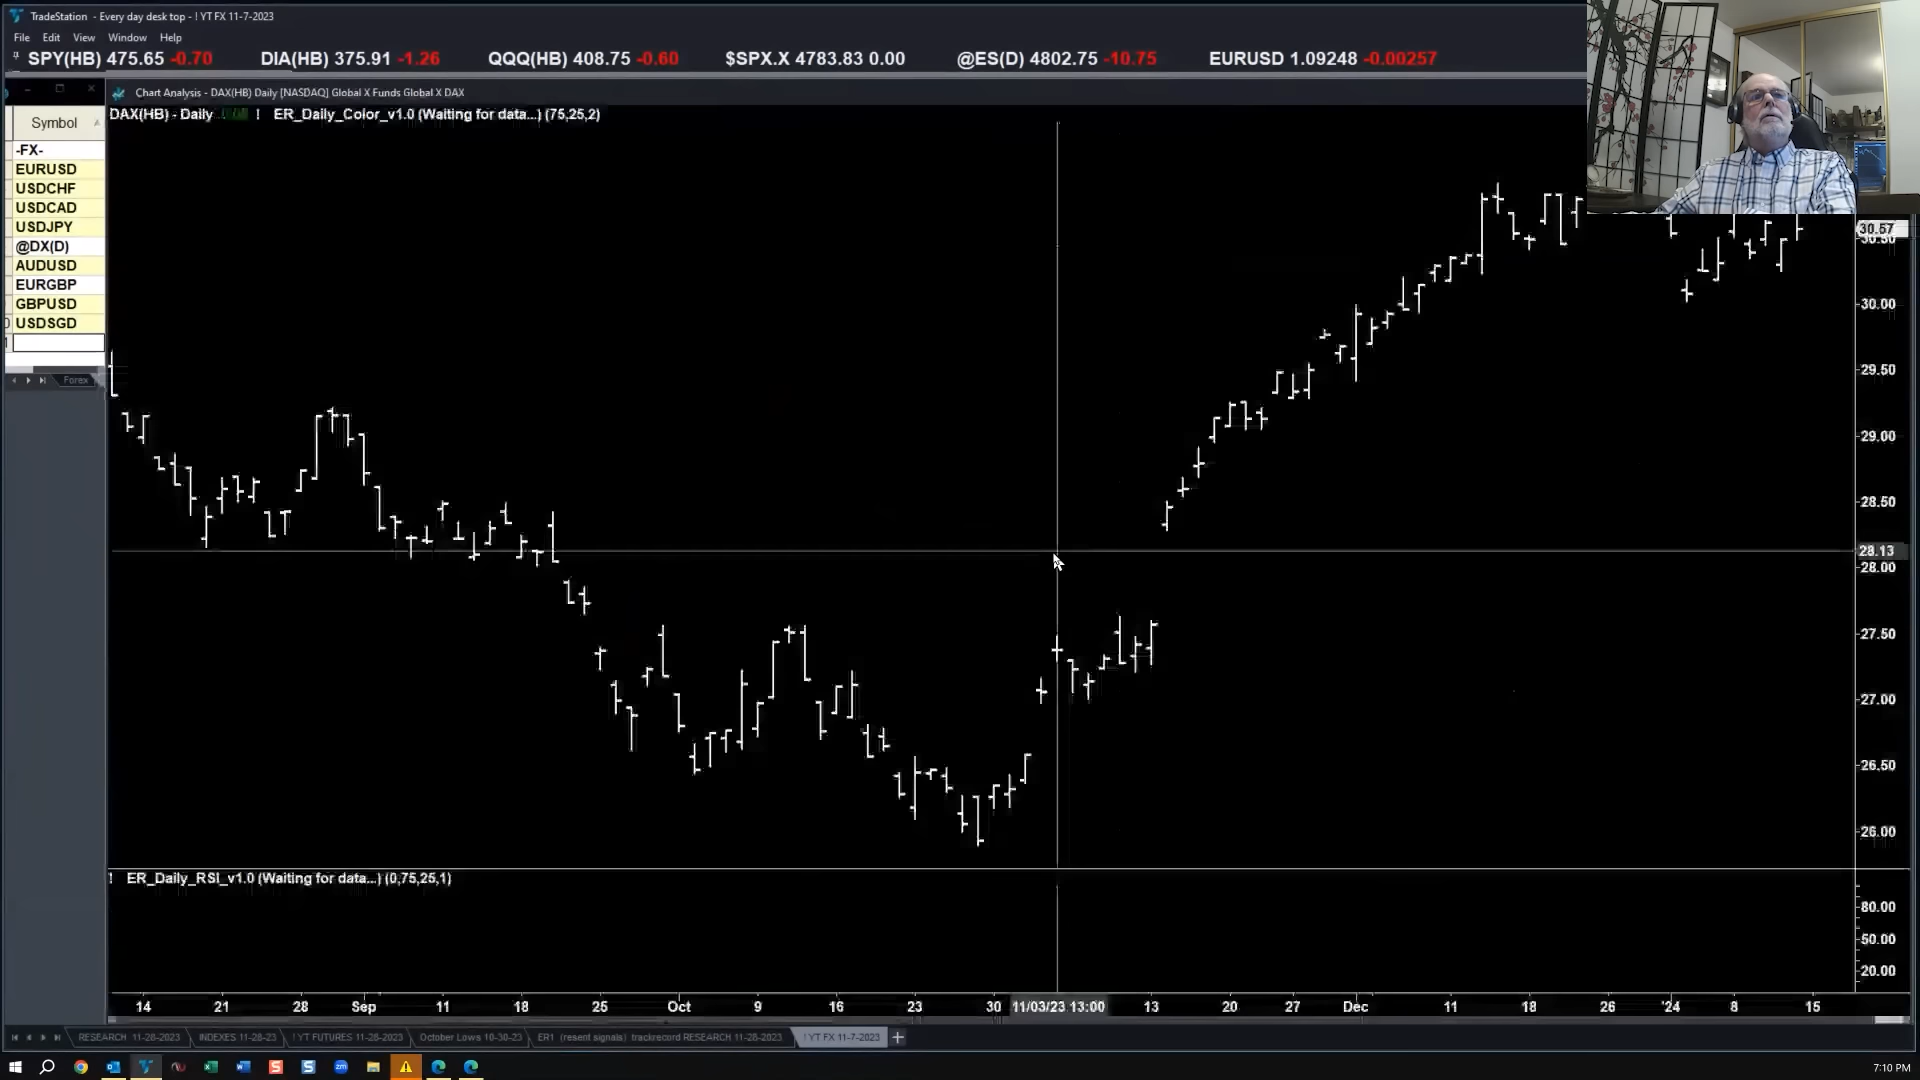 TradeStation - Every day desk top - ! YT FX 11-7-2023
File Edit View Window Help
SPY(HB) 475.65 -0.70 DIA(HB) 375.91 -1.26 QQQ(HB) 408.75 -0.60 $SPX.X 4783.83 0.00 @ES(D) 4802.75 -10.75 EURUSD 1.09248 -0.00257
Chart Analysis - DAX(HB) Daily [NASDAQ] Global X Funds Global X DAX
DAX(HB) - Daily ! ER_Daily_Color_v1.0 (Waiting for data...) (75,25,2)
Symbol
-FX-
EURUSD
USDCHF
USDCAD
USDJPY
@DX(D)
AUDUSD
EURGBP
GBPUSD
USDSGD
Forex
30.57
30.50
30.00
29.50
29.00
28.50
28.13
28.00
27.50
27.00
26.50
26.00
! ER_Daily_RSI_v1.0 (Waiting for data...) (0,75,25,1)
80.00
50.00
20.00
14 21 28 Sep 11 18 25 Oct 9 16 23 30 11/03/23 13:00 13 20 27 Dec 11 18 26 '24 8 15
RESEARCH 11-28-2023 INDEXES 11-28-23 ! YT FUTURES 11-28-2023 October Lows 10-30-23 ER1 (resent signals) trackrecord RESEARCH 11-28-2023 ! YT FX 11-7-2023
7:10 PM